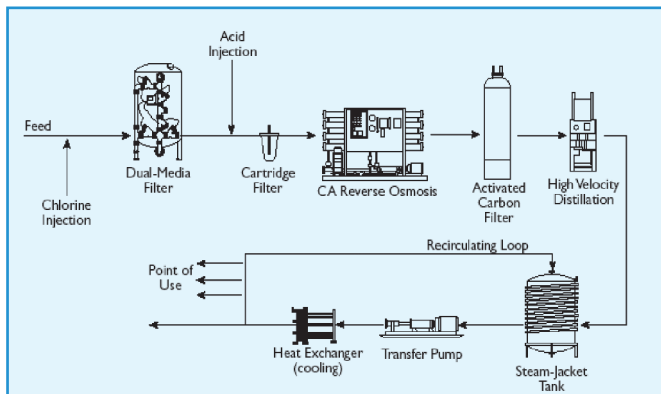 Acid
Injection
Feed
Dual-Media
Filter
Cartridge
Filter
CA Reverse Osmosis
Activated
Carbon
Filter
High Velocity
Distillation
Chlorine
Injection
Recirculating Loop
Point of
Use
Heat Exchanger
(cooling)
Transfer Pump
Steam-Jacket
Tank